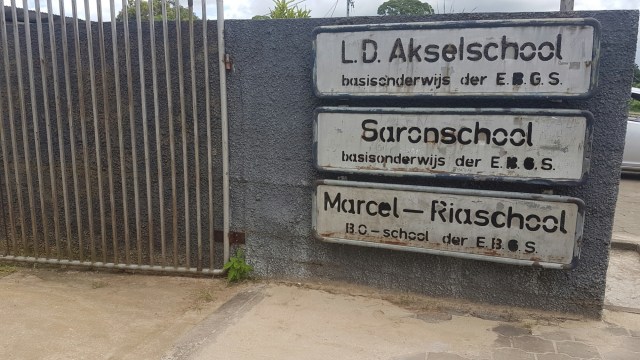 L.D. Akselschool
basisonderwijs der E.B.G.S.
Saronschool
basisonderwijs der E.B.G.S.
Marcel-Riaschool
B.O-school der E.B.G.S.